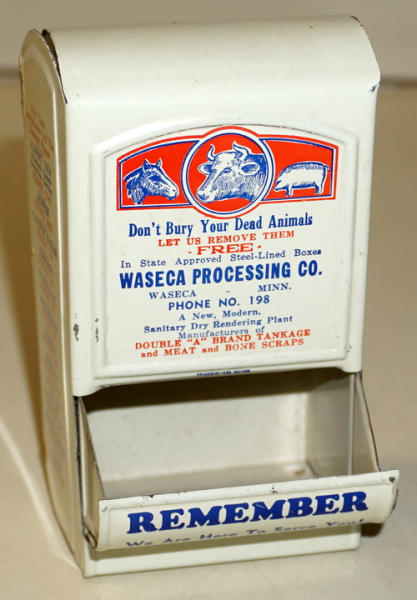 Don't Bury Your Dead Animals
LET US REMOVE THEM
- FREE -
In State Approved Steel-Lined Boxes
WASECA PROCESSING CO.
WASECA - MINN.
PHONE NO. 198
A New, Modern,
Sanitary Dry Rendering Plant
Manufacturers of
DOUBLE "A" BRAND TANKAGE
and MEAT and BONE SCRAPS
REMEMBER
We Are Here To Serve You!